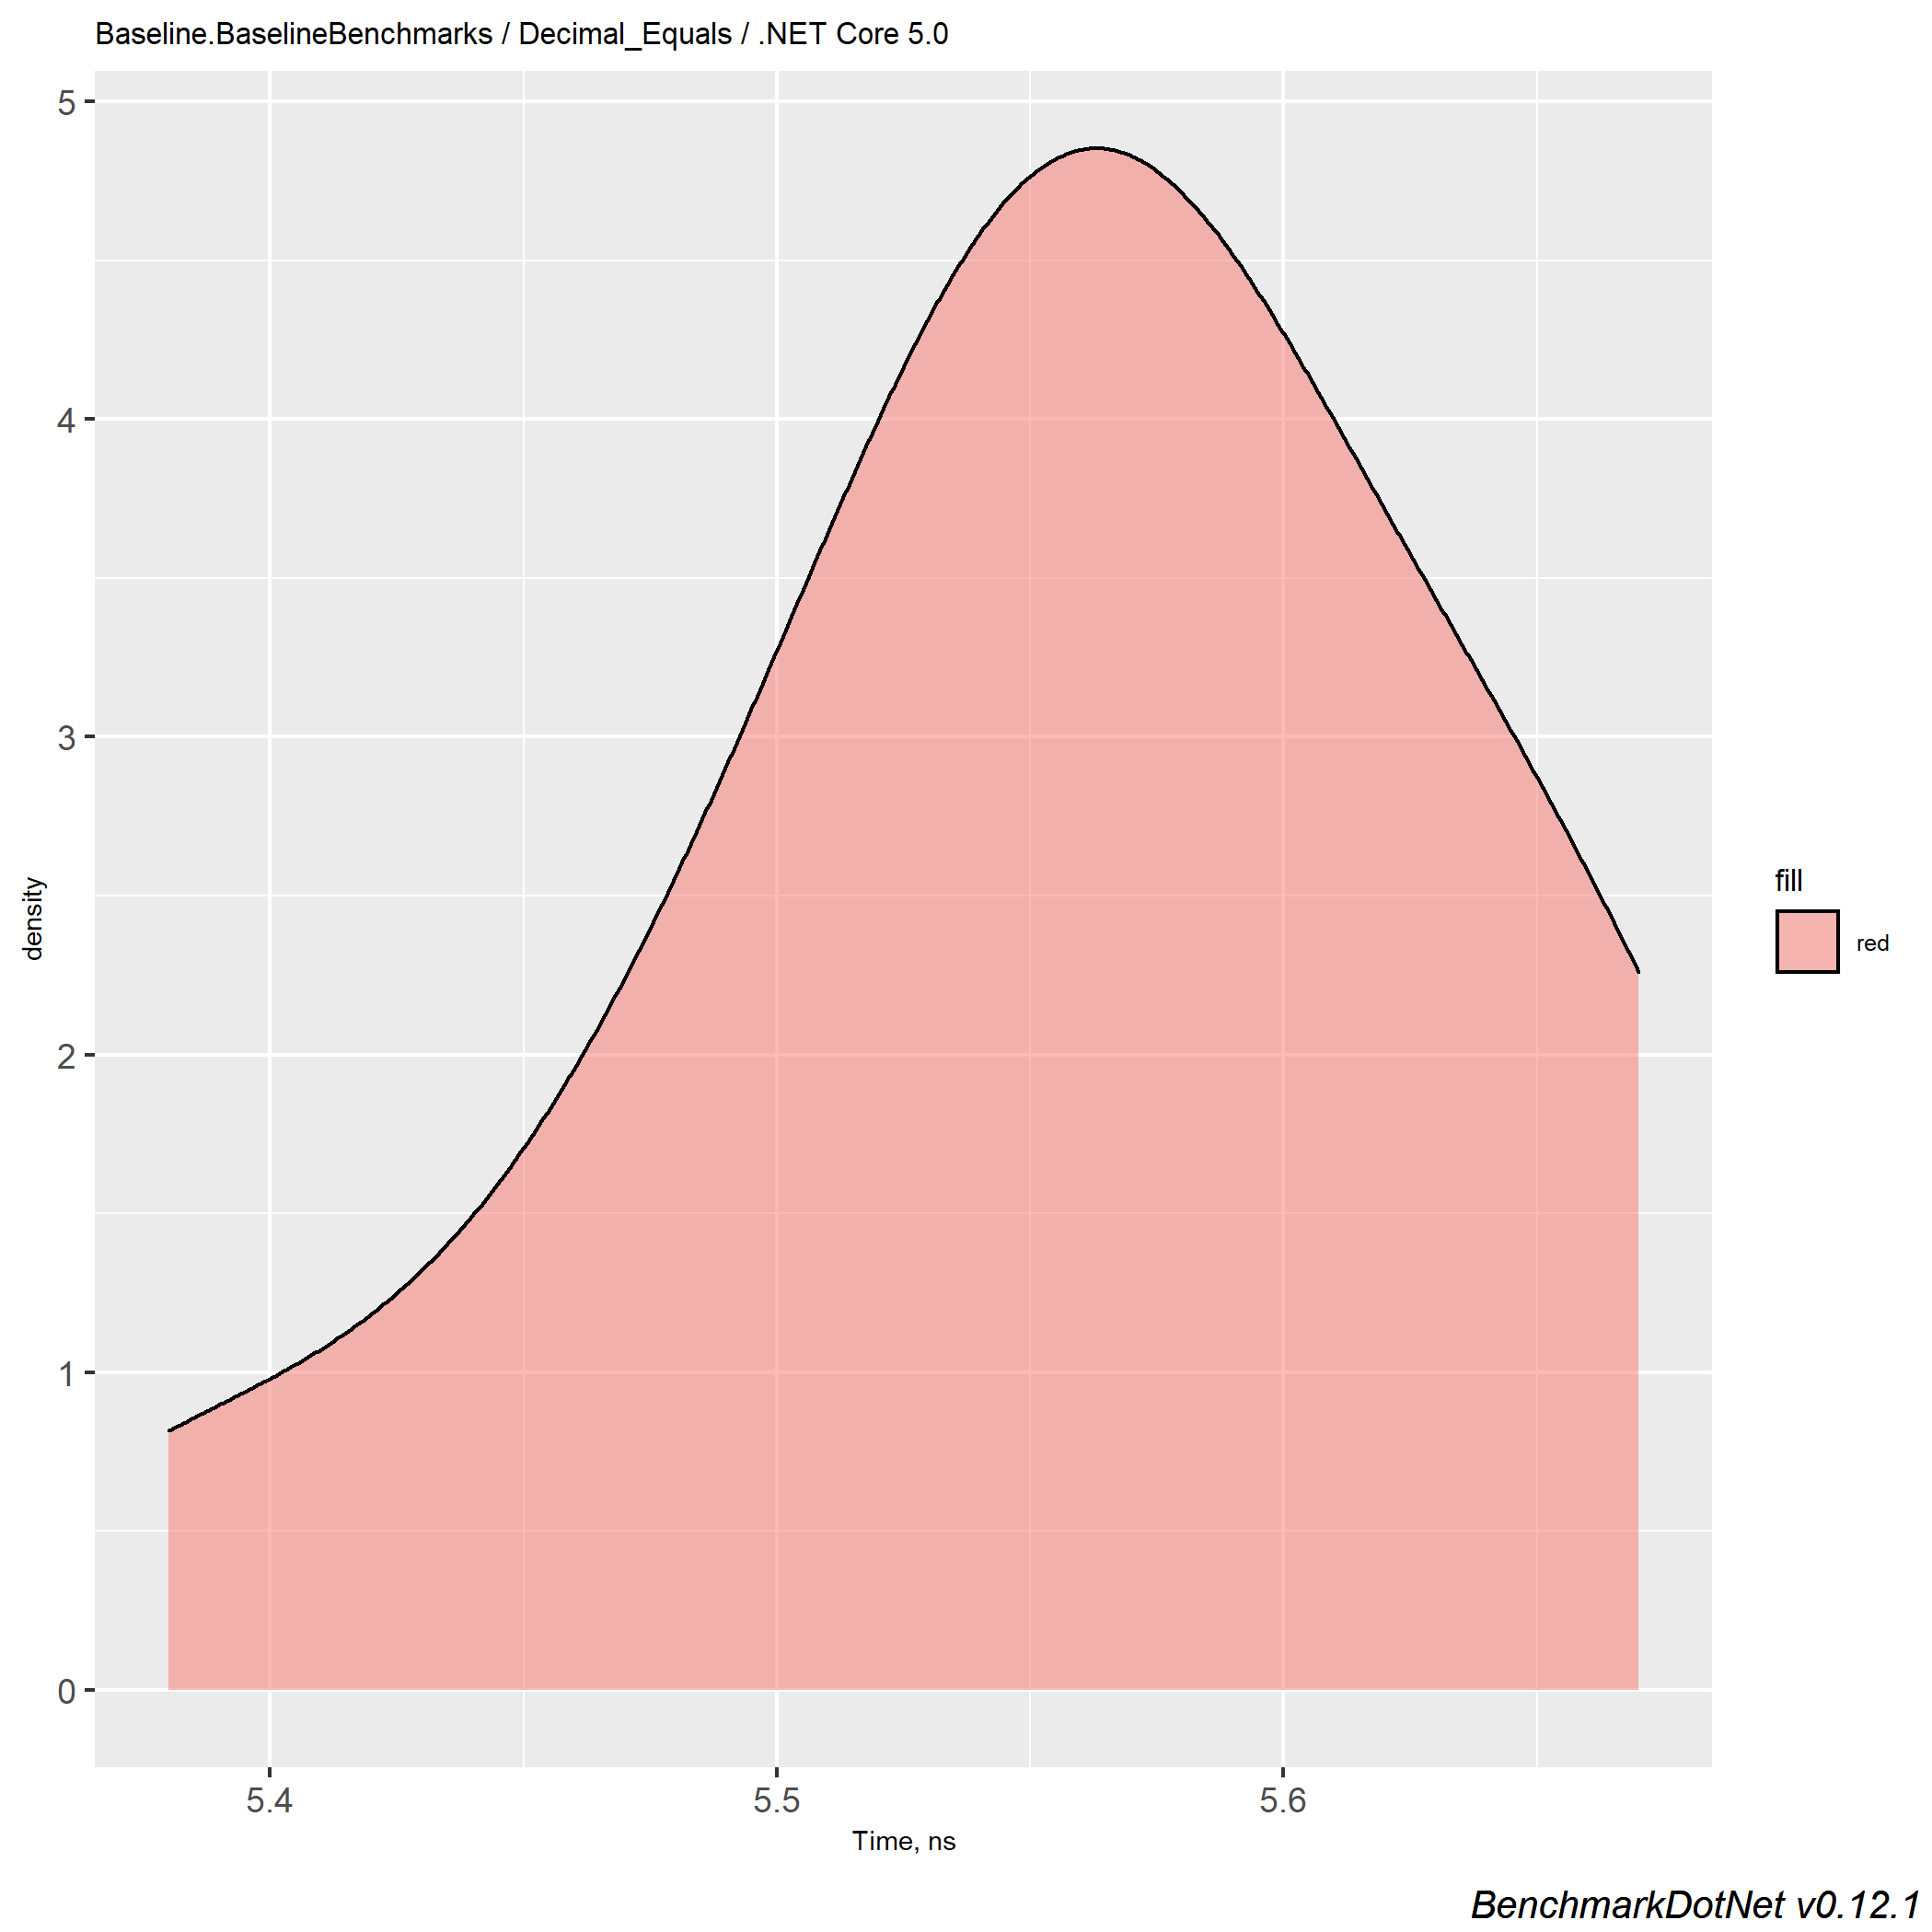 Baseline.BaselineBenchmarks / Decimal_Equals / .NET Core 5.0
5
4
3
2
1
0
density
5.4 5.5 5.6
Time, ns
fill
red
BenchmarkDotNet v0.12.1